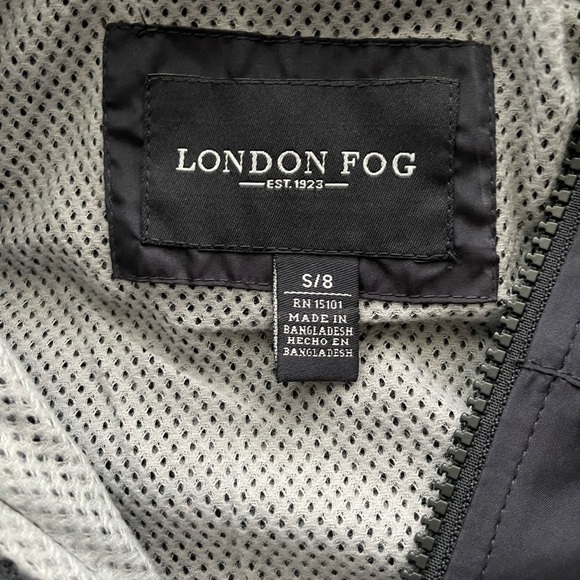 LONDON FOG
EST. 1923
S/8
RN 15101
MADE IN
BANGLADESH
HECHO EN
BANGLADESH